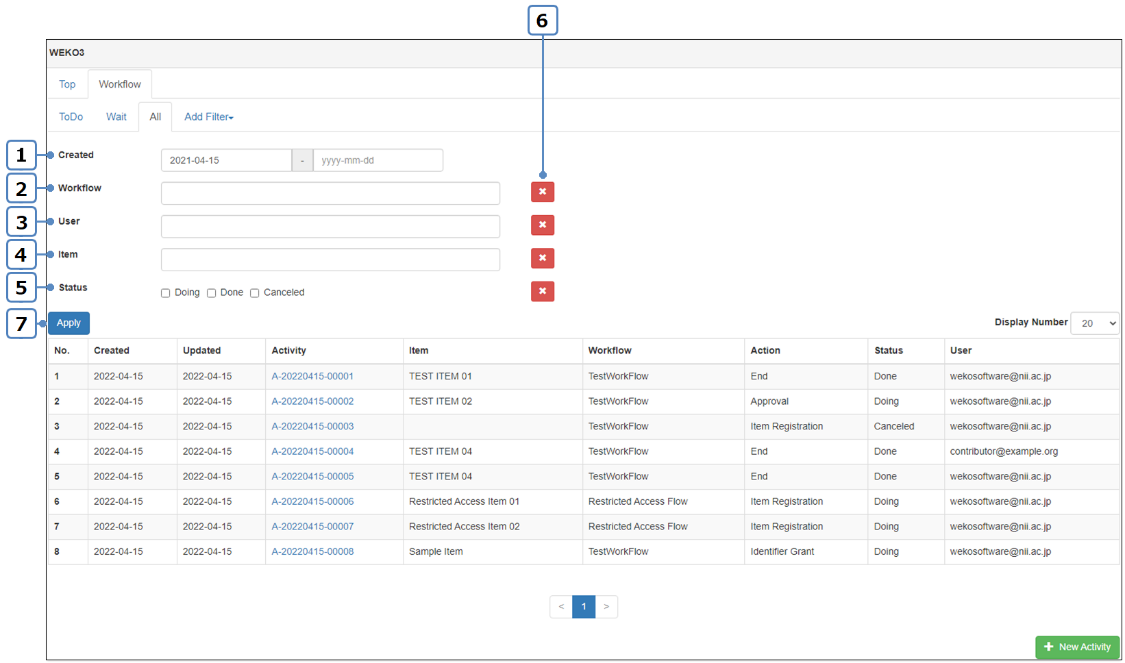 6
WEKO3
Top Workflow
ToDo Wait All Add Filter
1 Created 2021-04-15 - yyyy-mm-dd
2 Workflow
3 User
4 Item
5 Status Doing Done Canceled
7 Apply Display Number 20
No. Created Updated Activity Item Workflow Action Status User
1 2022-04-15 2022-04-15 A-20220415-00001 TEST ITEM 01 TestWorkFlow End Done wekosoftware@nii.ac.jp
2 2022-04-15 2022-04-15 A-20220415-00002 TEST ITEM 02 TestWorkFlow Approval Doing wekosoftware@nii.ac.jp
3 2022-04-15 2022-04-15 A-20220415-00003 TestWorkFlow Item Registration Canceled wekosoftware@nii.ac.jp
4 2022-04-15 2022-04-15 A-20220415-00004 TEST ITEM 04 TestWorkFlow End Done contributor@example.org
5 2022-04-15 2022-04-15 A-20220415-00005 TEST ITEM 04 TestWorkFlow End Done wekosoftware@nii.ac.jp
6 2022-04-15 2022-04-15 A-20220415-00006 Restricted Access Item 01 Restricted Access Flow Item Registration Doing wekosoftware@nii.ac.jp
7 2022-04-15 2022-04-15 A-20220415-00007 Restricted Access Item 02 Restricted Access Flow Item Registration Doing wekosoftware@nii.ac.jp
8 2022-04-15 2022-04-15 A-20220415-00008 Sample Item TestWorkFlow Identifier Grant Doing wekosoftware@nii.ac.jp
< 1 >
+ New Activity